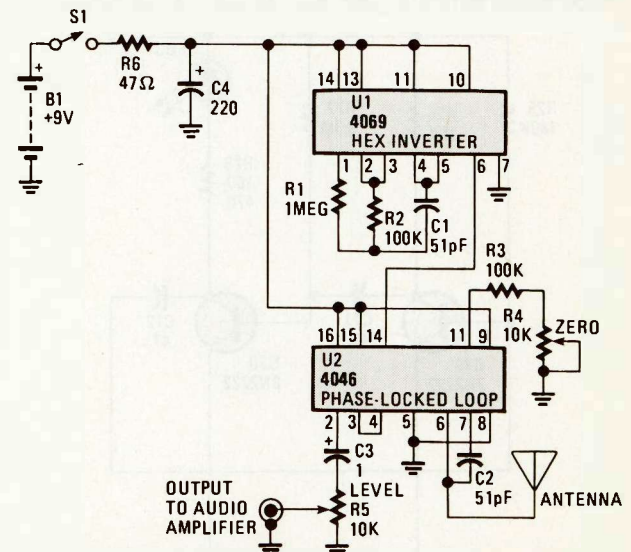 S1
R6
47Ω
+
B1
+9V
+
C4
220
14 13 11 10
U1
4069
HEX INVERTER
1 2 3 4 5 6 7
R1
1MEG
R2
100K
C1
51pF
R3
100K
R4
10K
ZERO
16 15 14 11 9
U2
4046
PHASE-LOCKED LOOP
2 3 4 5 6 7 8
+
C3
1
C2
51pF
ANTENNA
OUTPUT
TO AUDIO
AMPLIFIER
LEVEL
R5
10K